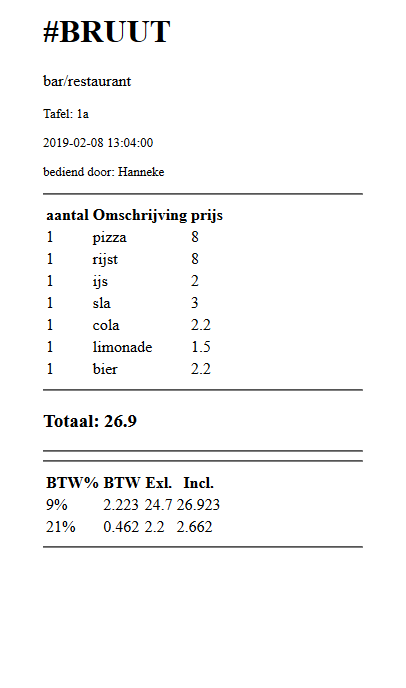 #BRUUT
bar/restaurant
Tafel: 1a
2019-02-08 13:04:00
bediend door: Hanneke
aantal Omschrijving prijs
1 pizza 8
1 rijst 8
1 ijs 2
1 sla 3
1 cola 2.2
1 limonade 1.5
1 bier 2.2
Totaal: 26.9
BTW% BTW Exl. Incl.
9% 2.223 24.7 26.923
21% 0.462 2.2 2.662